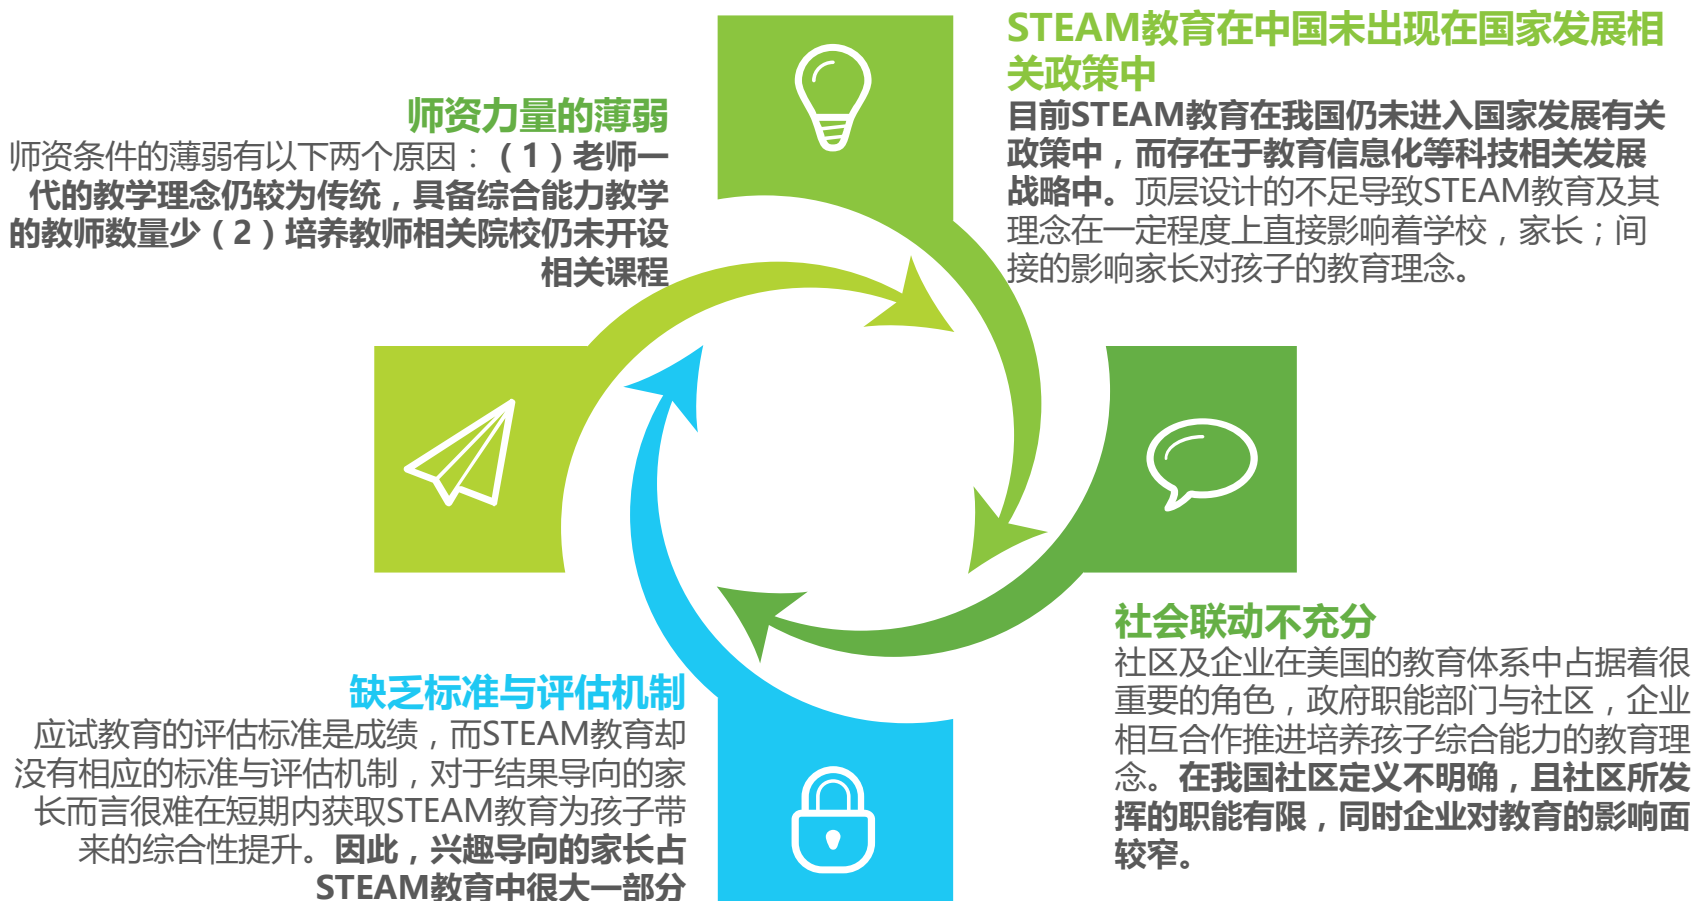 STEAM教育在中国未出现在国家发展相
关政策中
目前STEAM教育在我国仍未进入国家发展有关
政策中，而存在于教育信息化等科技相关发展
战略中。顶层设计的不足导致STEAM教育及其
理念在一定程度上直接影响着学校，家长；间
接的影响家长对孩子的教育理念。
师资力量的薄弱
师资条件的薄弱有以下两个原因：（1）老师一
代的教学理念仍较为传统，具备综合能力教学
的教师数量少（2）培养教师相关院校仍未开设
相关课程
社会联动不充分
社区及企业在美国的教育体系中占据着很
重要的角色，政府职能部门与社区，企业
相互合作推进培养孩子综合能力的教育理
念。在我国社区定义不明确，且社区所发
挥的职能有限，同时企业对教育的影响面
较窄。
缺乏标准与评估机制
应试教育的评估标准是成绩，而STEAM教育却
没有相应的标准与评估机制，对于结果导向的家
长而言很难在短期内获取STEAM教育为孩子带
来的综合性提升。因此，兴趣导向的家长占
STEAM教育中很大一部分